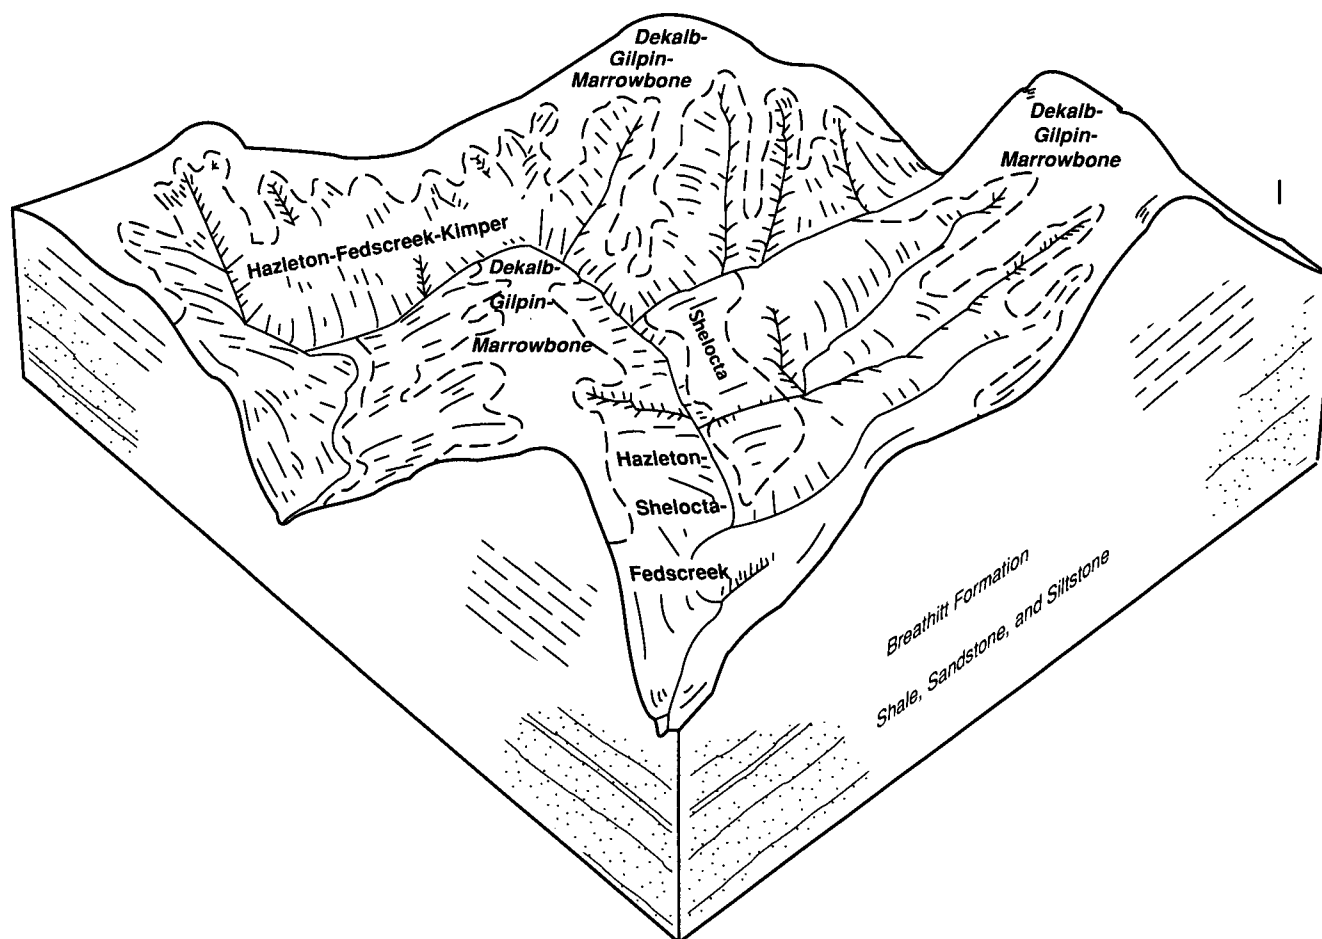 Dekalb-
Gilpin-
Marrowbone
Dekalb-
Gilpin-
Marrowbone
Hazleton-Fedscreek-Kimper
Dekalb-
Gilpin-
Marrowbone
Shelocta
Hazleton-
Shelocta-
Fedscreek
Breathitt Formation
Shale, Sandstone, and Siltstone